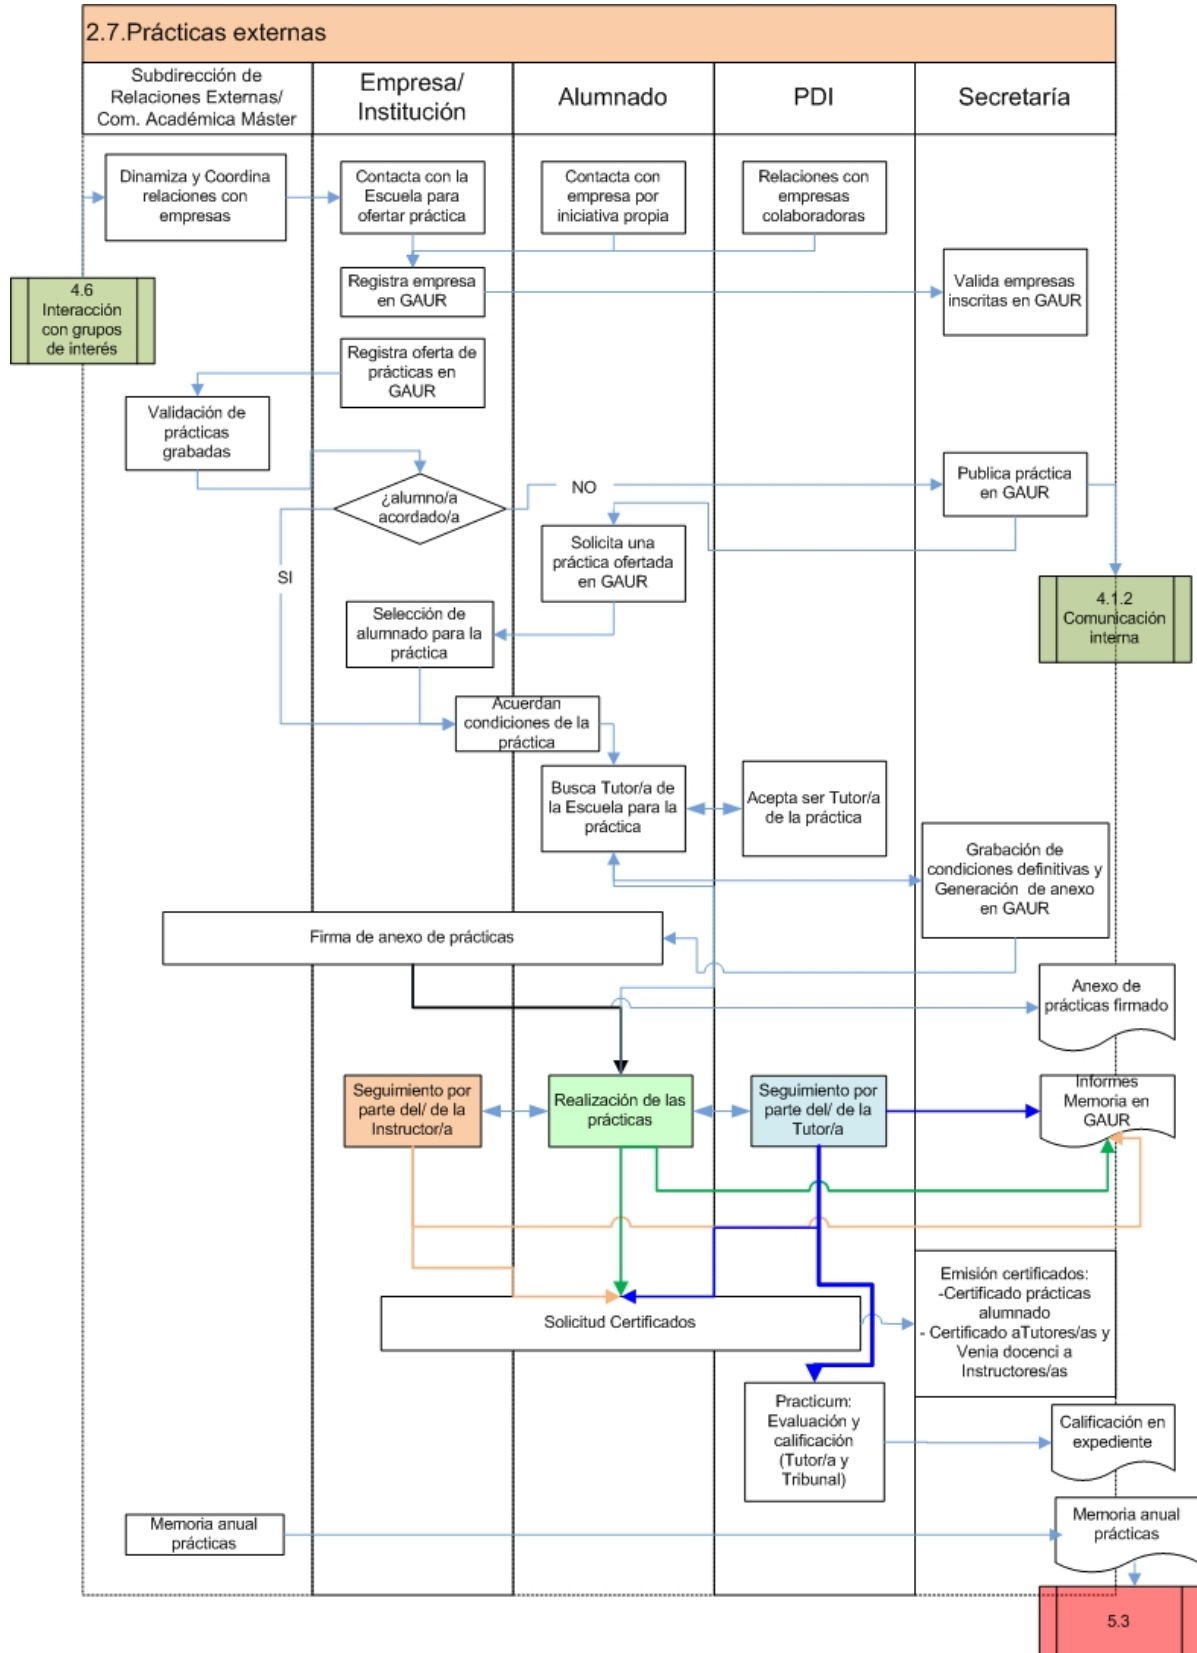 2.7.Prácticas externas
Subdirección de
Relaciones Externas/
Com. Académica Máster
Empresa/
Institución
Alumnado
PDI
Secretaría
Dinamiza y Coordina
relaciones con
empresas
Contacta con la
Escuela para
ofertar práctica
Contacta con
empresa por
iniciativa propia
Relaciones con
empresas
colaboradoras
4.6
Interacción
con grupos
de interés
Registra empresa
en GAUR
Valida empresas
inscritas en GAUR
Registra oferta de
prácticas en
GAUR
Validación de
prácticas
grabadas
¿alumno/a
acordado/a
NO
Publica práctica
en GAUR
SI
Solicita una
práctica ofertada
en GAUR
4.1.2
Comunicación
interna
Selección de
alumnado para la
práctica
Acuerdan
condiciones de la
práctica
Busca Tutor/a de
la Escuela para la
práctica
Acepta ser Tutor/a
de la práctica
Grabación de
condiciones definitivas y
Generación  de anexo
en GAUR
Firma de anexo de prácticas
Anexo de
prácticas firmado
Seguimiento por
parte del/ de la
Instructor/a
Realización de las
prácticas
Seguimiento por
parte del/ de la
Tutor/a
Informes
Memoria en
GAUR
Solicitud Certificados
Emisión certificados:
-Certificado prácticas
alumnado
- Certificado aTutores/as y
Venia docenci a
Instructores/as
Practicum:
Evaluación y
calificación
(Tutor/a y
Tribunal)
Calificación en
expediente
Memoria anual
prácticas
Memoria anual
prácticas
5.3